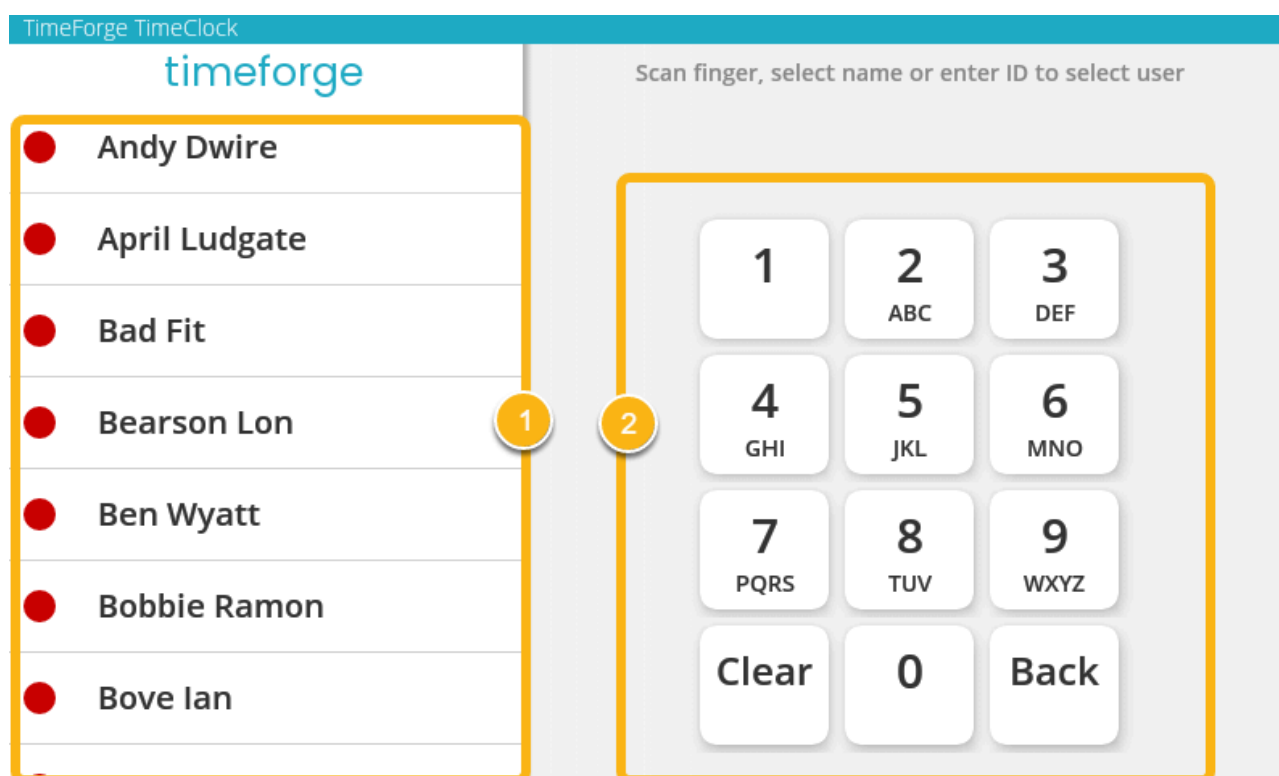 TimeForge TimeClock
timeforge
Scan finger, select name or enter ID to select user
Andy Dwire
April Ludgate
Bad Fit
Bearson Lon
Ben Wyatt
Bobbie Ramon
Bove Ian
1
2
1
2
3
ABC
DEF
4
5
6
GHI
JKL
MNO
7
8
9
PQRS
TUV
WXYZ
Clear
0
Back